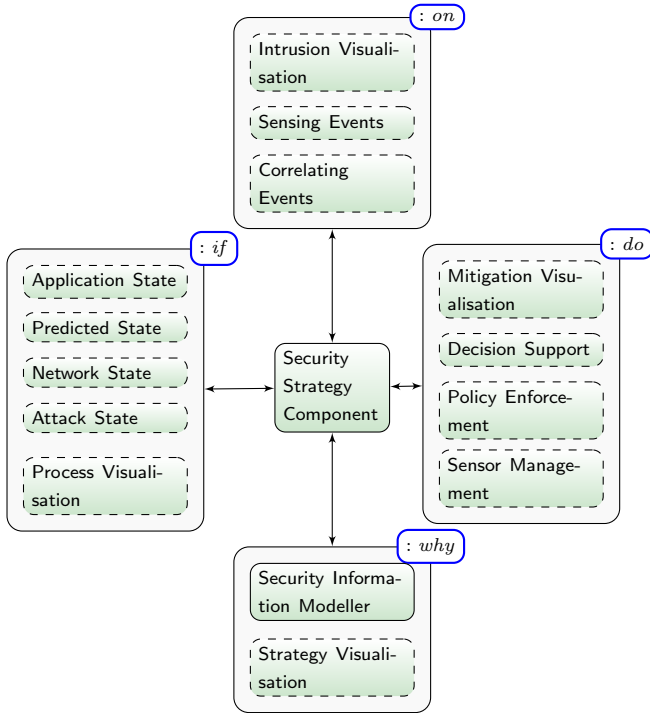 : on
Intrusion Visuali-
sation
Sensing Events
Correlating
Events
: if
Application State
Predicted State
Network State
Attack State
Process Visuali-
sation
Security
Strategy
Component
: do
Mitigation Visu-
alisation
Decision Support
Policy Enforce-
ment
Sensor Manage-
ment
: why
Security Informa-
tion Modeller
Strategy Visuali-
sation